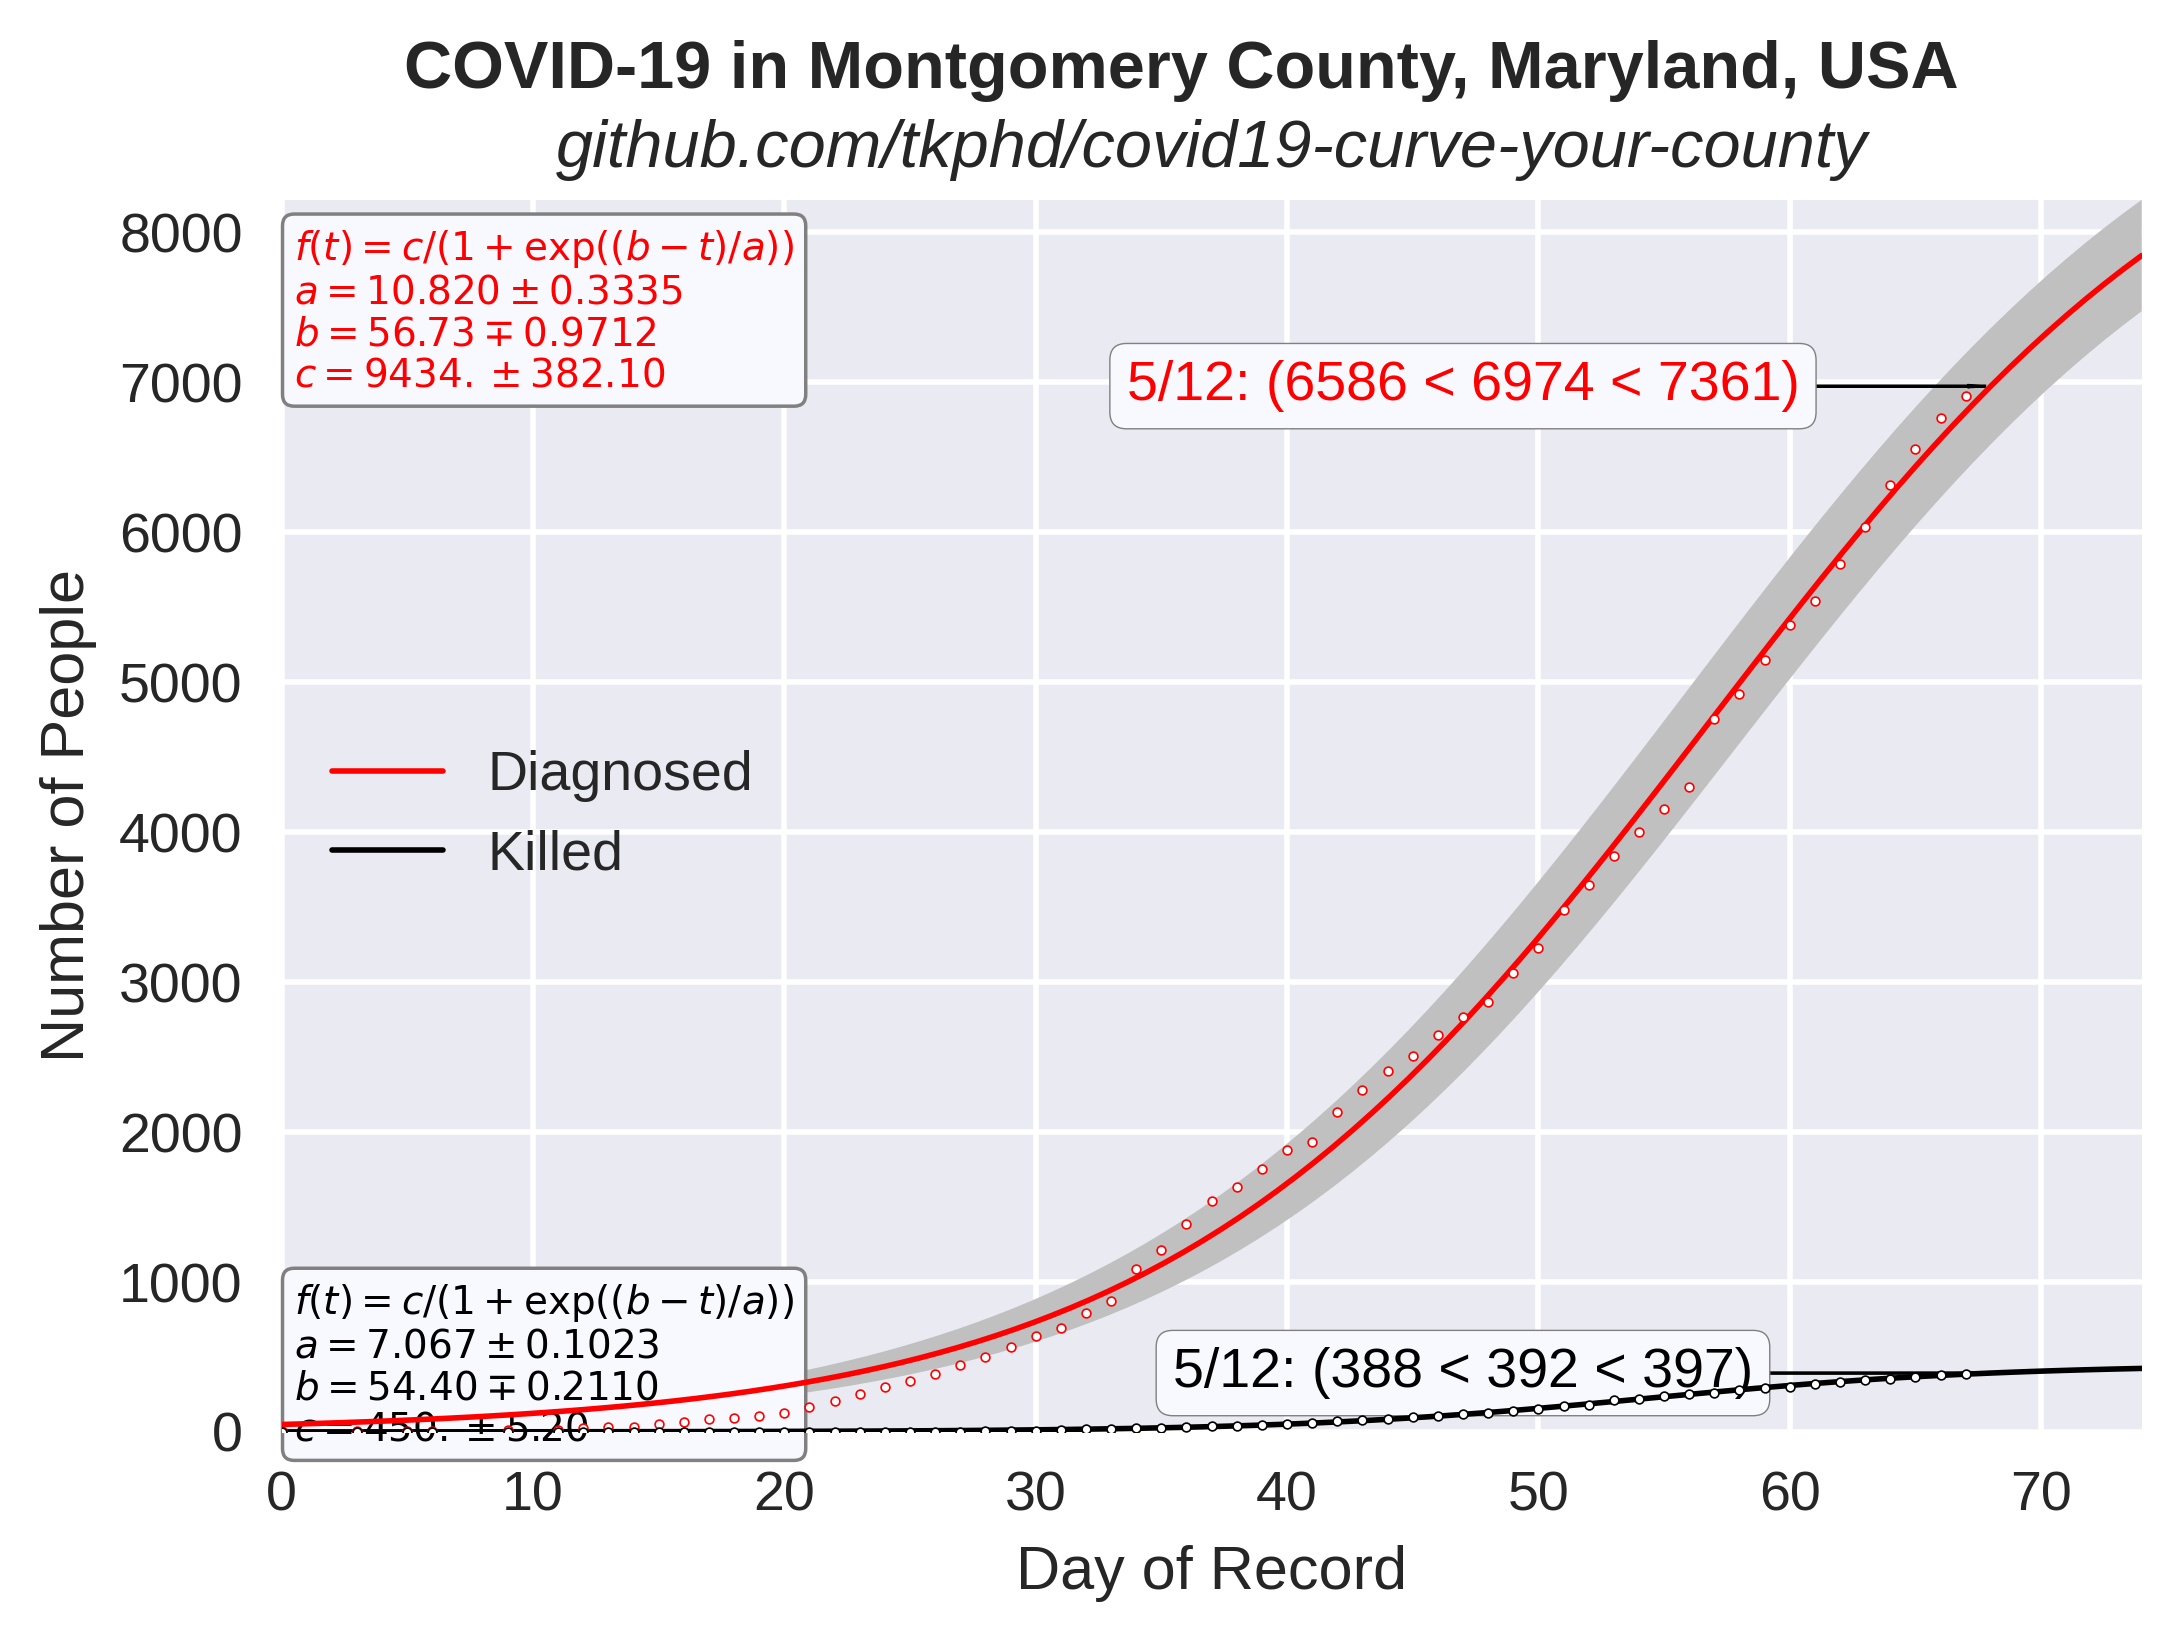 COVID-19 in Montgomery County, Maryland, USA
github.com/tkphd/covid19-curve-your-county
8000
7000
6000
5000
4000
3000
2000
1000
0
Number of People
f(t) = c/(1 + exp((b − t)/a))
a = 10.820 ± 0.3335
b = 56.73 ∓ 0.9712
c = 9434. ± 382.10
5/12: (6586 < 6974 < 7361)
Diagnosed
Killed
f(t) = c/(1 + exp((b − t)/a))
a = 7.067 ± 0.1023
b = 54.40 ∓ 0.2110
c = 450. ± 5.20
5/12: (388 < 392 < 397)
0 10 20 30 40 50 60 70
Day of Record